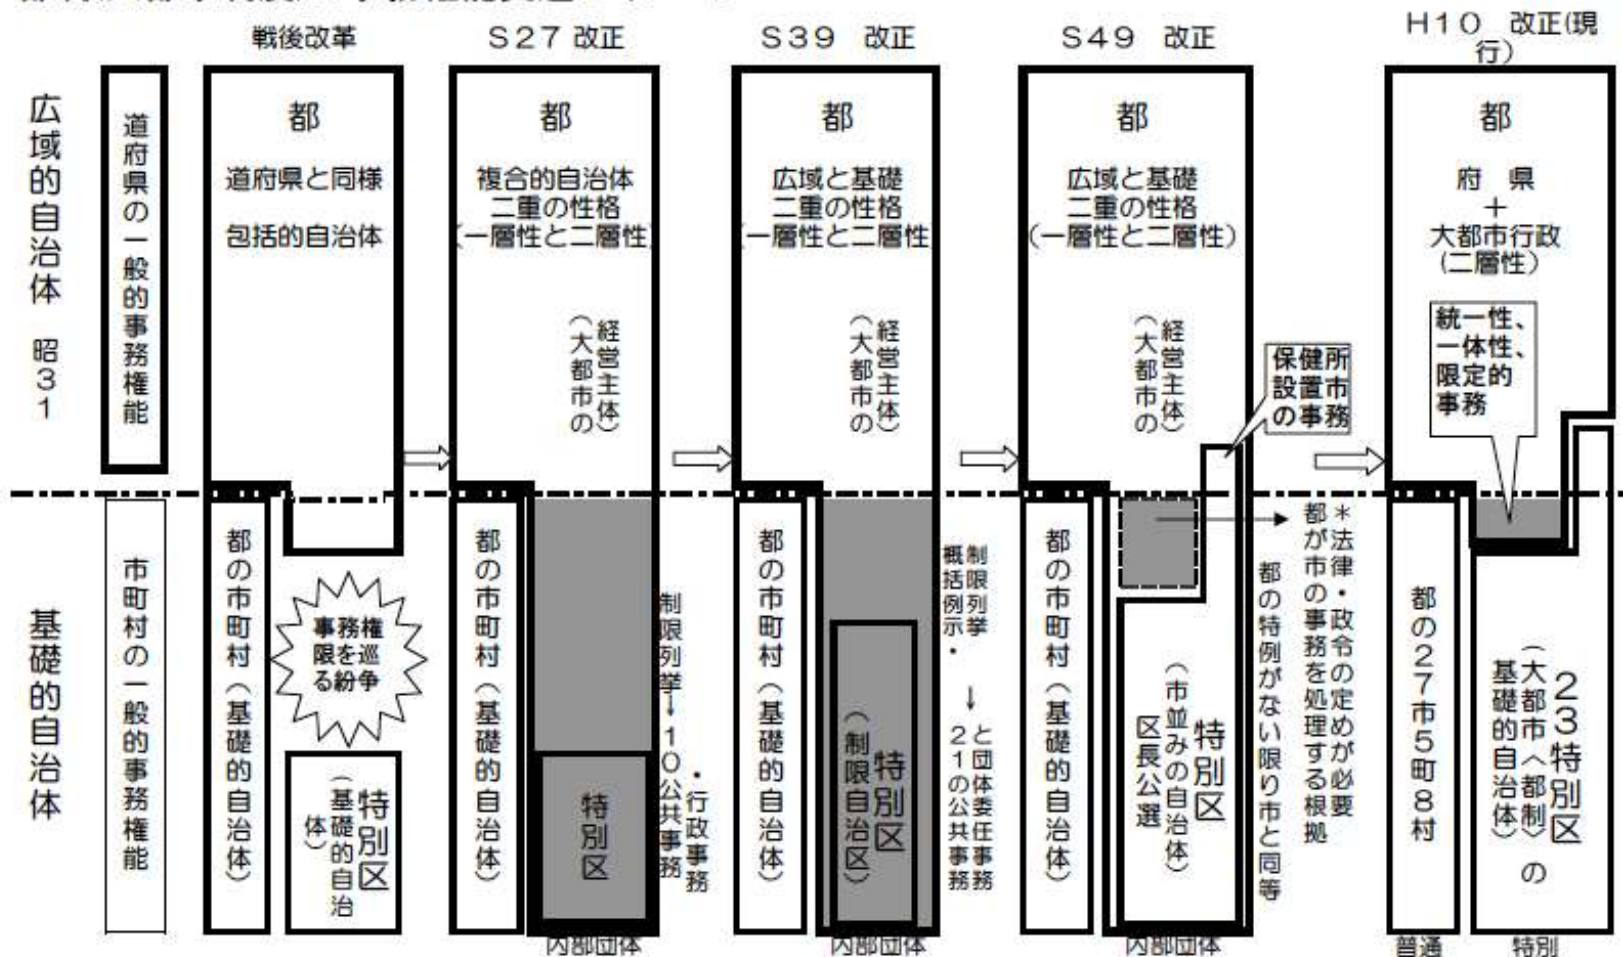 戦後改革
S27 改正
S39 改正
S49 改正
H10 改正(現
行)
広域的自治体 昭31
基礎的自治体
道府県の一般的事務権能
市町村の一般的事務権能
都
道府県と同様
包括的自治体
都の市町村(基礎的自治体)
事務権
限を巡
る紛争
特別区
(基礎的自治
体)
都
複合的自治体
二重の性格
(一層性と二層性)
(大都市の
経営主体)
都の市町村(基礎的自治体)
特別区
内部団体
制限列挙→10公共事務
・行政事務
都
広域と基礎
二重の性格
(一層性と二層性
(大都市の
経営主体)
都の市町村(基礎的自治体)
特別区
(制限自治区)
内部団体
制限列挙
概括例示・
→21の公共事務
と団体委任事務
都
広域と基礎
二重の性格
(一層性と二層性)
(大都市の
経営主体)
保健所
設置市
の事務
都の市町村(基礎的自治体)
特別区
(市並みの自治体)
区長公選
内部団体
都の特例がない限り市と同等
*法律・政令の定めが必要
都が市の事務を処理する根拠
都
府 県
+
大都市行政
(二層性)
統一性、
一体性、
限定的
事務
都の27市5町8村
普通
23特別区
(大都市〈都制〉の
基礎的自治体)
特別